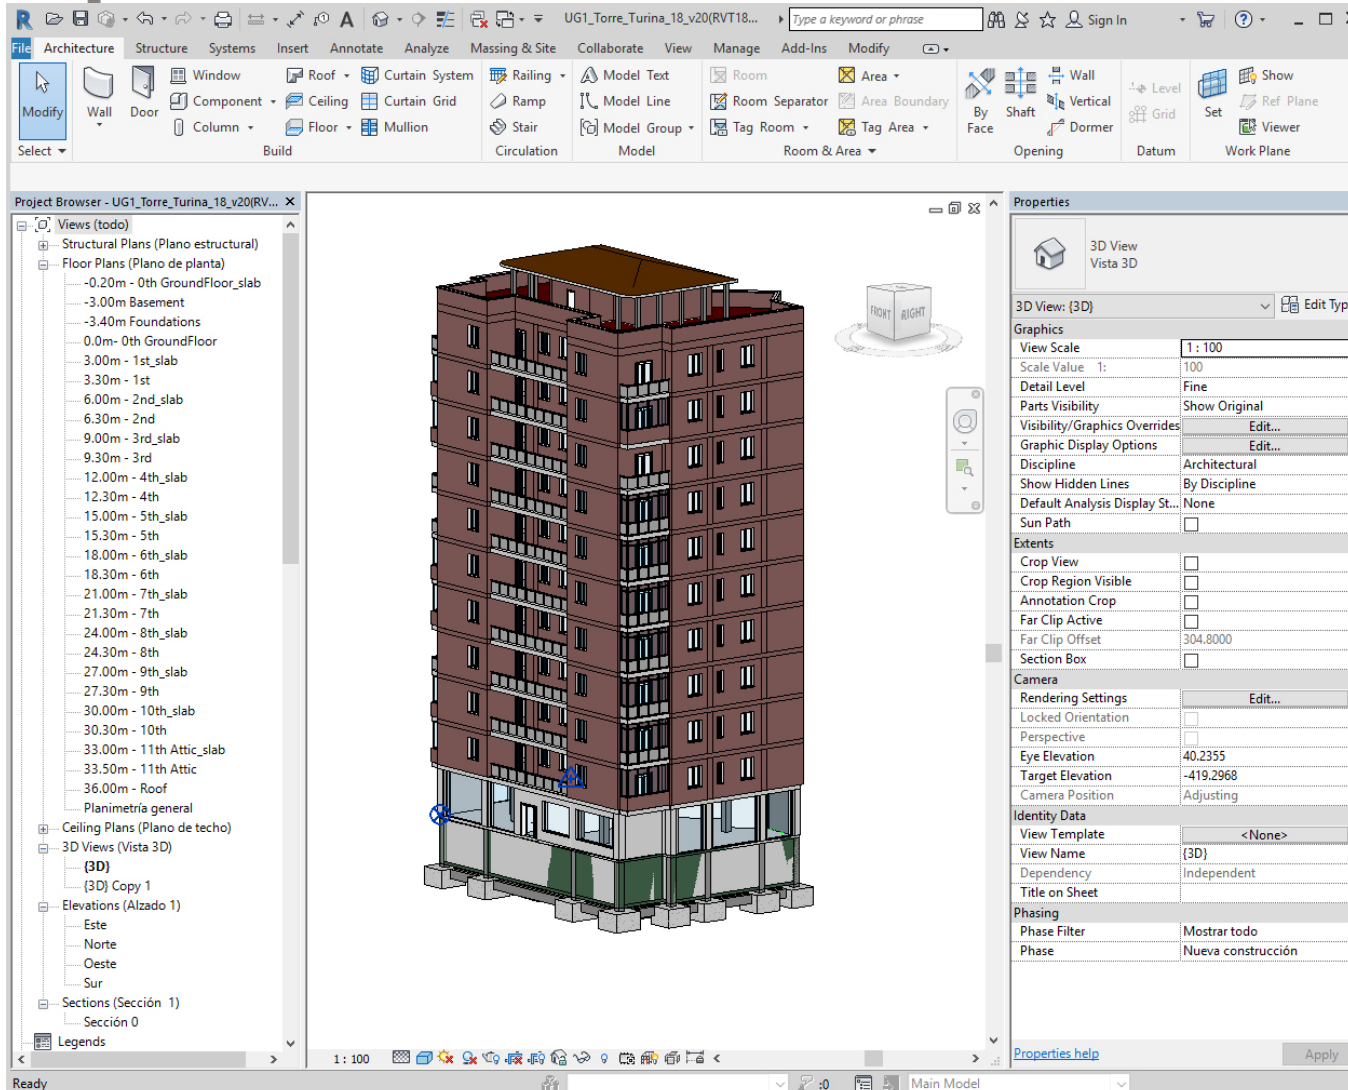 UG1_Torre_Turina_18_v20(RVT18...
Type a keyword or phrase
Sign In
File Architecture Structure Systems Insert Annotate Analyze Massing & Site Collaborate View Manage Add-Ins Modify
Modify
Select
Wall
Door
Window
Component
Column
Roof
Ceiling
Floor
Curtain System
Curtain Grid
Mullion
Build
Railing
Ramp
Stair
Circulation
Model Text
Model Line
Model Group
Model
Room
Room Separator
Tag Room
Area
Area Boundary
Tag Area
Room & Area
By
Face
Shaft
Wall
Vertical
Dormer
Opening
Level
Grid
Datum
Set
Show
Ref Plane
Viewer
Work Plane
Project Browser - UG1_Torre_Turina_18_v20(RV...
Views (todo)
Structural Plans (Plano estructural)
Floor Plans (Plano de planta)
-0.20m - 0th GroundFloor_slab
-3.00m Basement
-3.40m Foundations
0.0m- 0th GroundFloor
3.00m - 1st_slab
3.30m - 1st
6.00m - 2nd_slab
6.30m - 2nd
9.00m - 3rd_slab
9.30m - 3rd
12.00m - 4th_slab
12.30m - 4th
15.00m - 5th_slab
15.30m - 5th
18.00m - 6th_slab
18.30m - 6th
21.00m - 7th_slab
21.30m - 7th
24.00m - 8th_slab
24.30m - 8th
27.00m - 9th_slab
27.30m - 9th
30.00m - 10th_slab
30.30m - 10th
33.00m - 11th Attic_slab
33.50m - 11th Attic
36.00m - Roof
Planimetría general
Ceiling Plans (Plano de techo)
3D Views (Vista 3D)
{3D}
{3D} Copy 1
Elevations (Alzado 1)
Este
Norte
Oeste
Sur
Sections (Sección 1)
Sección 0
Legends
FRONT RIGHT
1 : 100
Properties
3D View
Vista 3D
3D View: {3D} Edit Typ
Graphics
View Scale 1 : 100
Scale Value 1: 100
Detail Level Fine
Parts Visibility Show Original
Visibility/Graphics Overrides Edit...
Graphic Display Options Edit...
Discipline Architectural
Show Hidden Lines By Discipline
Default Analysis Display St... None
Sun Path
Extents
Crop View
Crop Region Visible
Annotation Crop
Far Clip Active
Far Clip Offset 304.8000
Section Box
Camera
Rendering Settings Edit...
Locked Orientation
Perspective
Eye Elevation 40.2355
Target Elevation -419.2968
Camera Position Adjusting
Identity Data
View Template <None>
View Name {3D}
Dependency Independent
Title on Sheet
Phasing
Phase Filter Mostrar todo
Phase Nueva construcción
Properties help Apply
Ready :0 Main Model